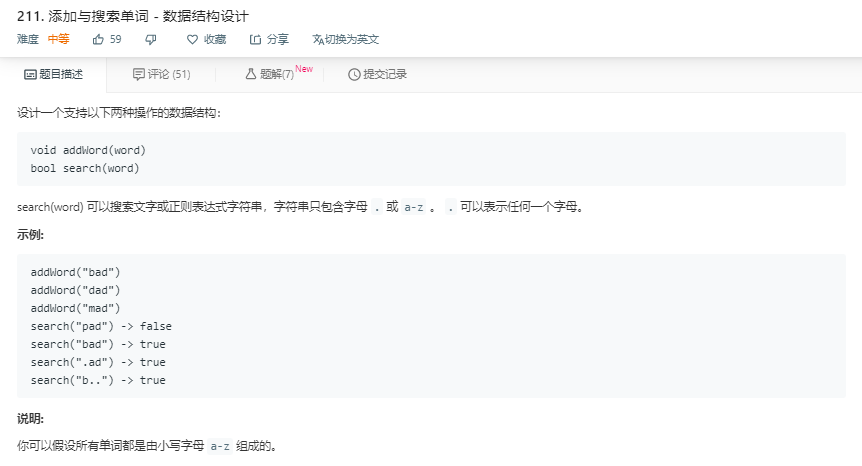 211. 添加与搜索单词 - 数据结构设计
难度 中等 59 收藏 分享 切换为英文
题目描述 评论 (51) 题解(7) New 提交记录
设计一个支持以下两种操作的数据结构：
void addWord(word)
bool search(word)
search(word) 可以搜索文字或正则表达式字符串，字符串只包含字母 . 或 a-z 。 . 可以表示任何一个字母。
示例:
addWord("bad")
addWord("dad")
addWord("mad")
search("pad") -> false
search("bad") -> true
search(".ad") -> true
search("b..") -> true
说明:
你可以假设所有单词都是由小写字母 a-z 组成的。